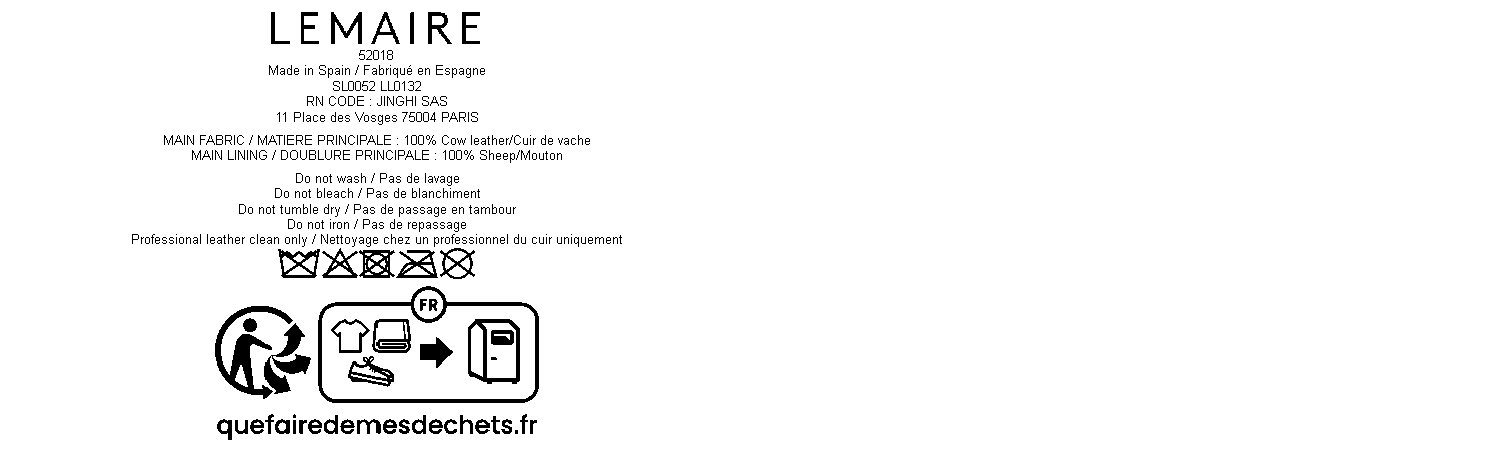 LEMAIRE
52018
Made in Spain / Fabriqué en Espagne
SL0052 LL0132
RN CODE : JINGHI SAS
11 Place des Vosges 75004 PARIS
MAIN FABRIC / MATIERE PRINCIPALE : 100% Cow leather/Cuir de vache
MAIN LINING / DOUBLURE PRINCIPALE : 100% Sheep/Mouton
Do not wash / Pas de lavage
Do not bleach / Pas de blanchiment
Do not tumble dry / Pas de passage en tambour
Do not iron / Pas de repassage
Professional leather clean only / Nettoyage chez un professionnel du cuir uniquement
FR
quefairedemesdechets.fr